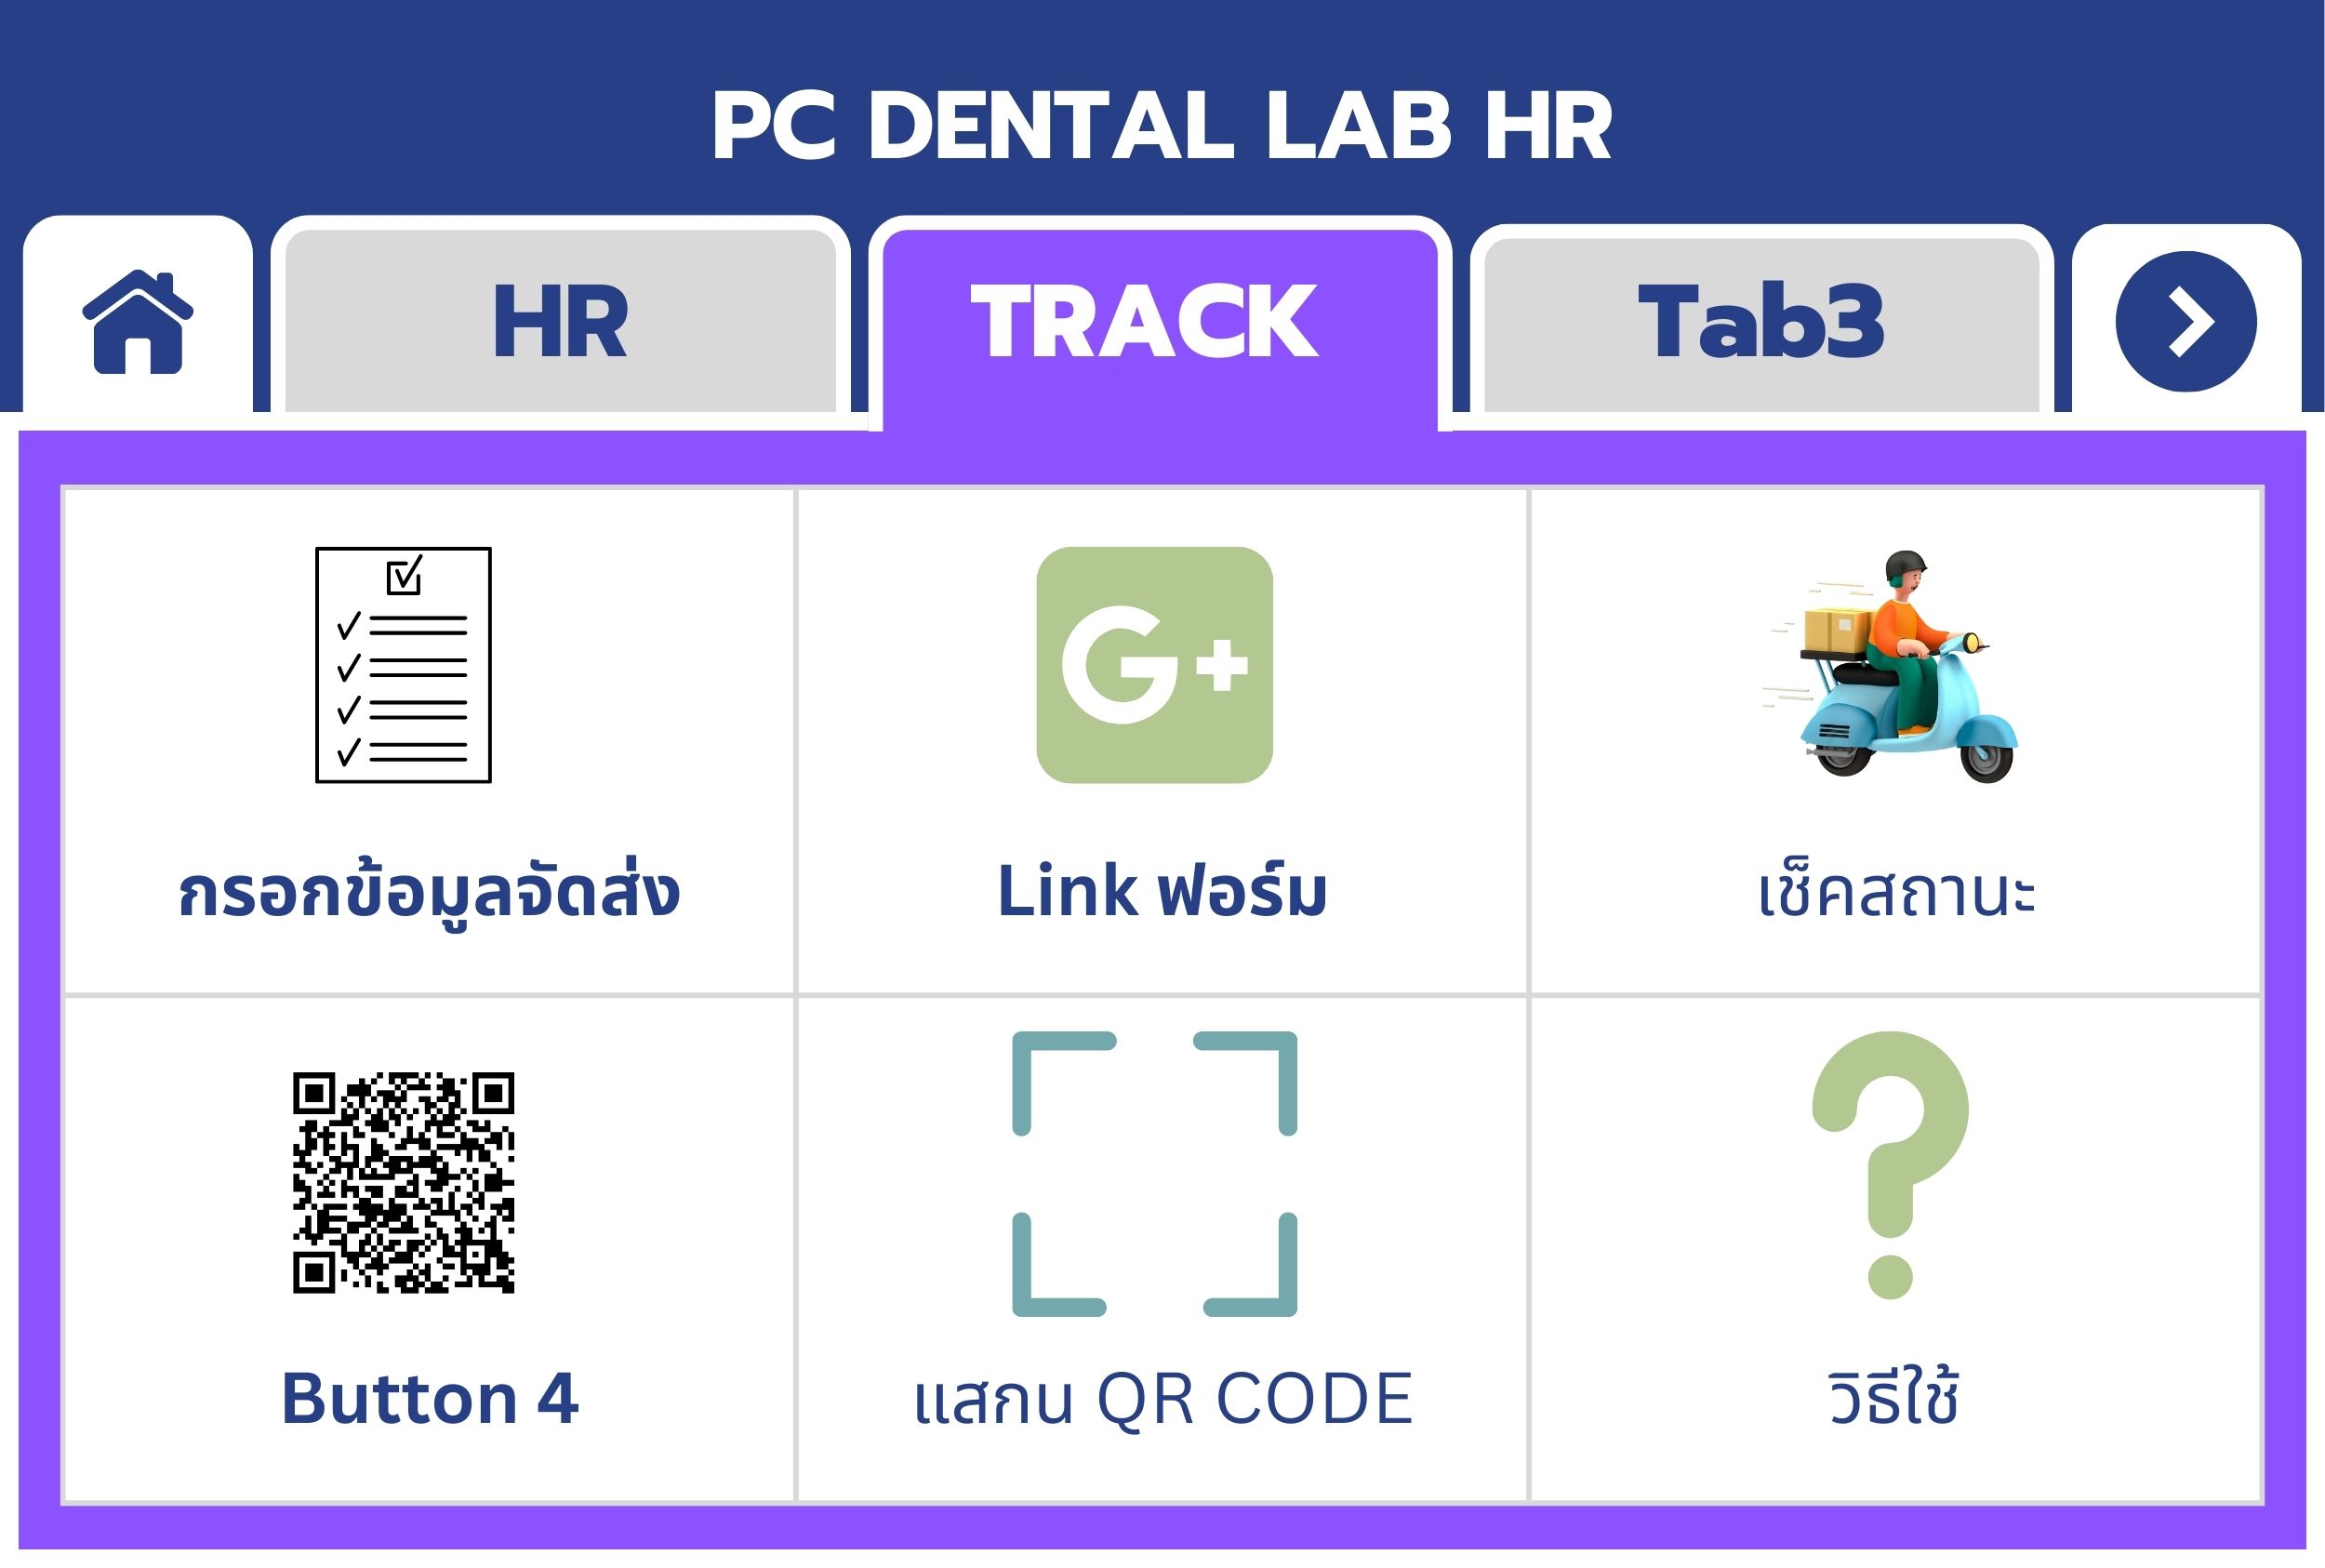 PC DENTAL LAB HR
HR
TRACK
Tab3
G+
กรอกข้อมูลจัดส่ง
Link ฟอร์ม
เช็คสถานะ
Button 4
แสกน QR CODE
วิธีใช้